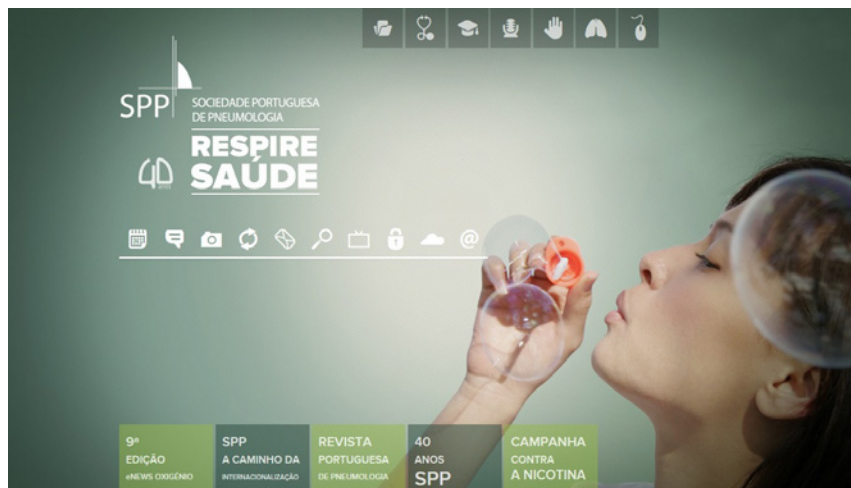 SPP
SOCIEDADE PORTUGUESA
DE PNEUMOLOGIA
RESPIRE
SAÚDE
40
@
9ª
EDIÇÃO
eNEWS OXIGÉNIO
SPP
A CAMINHO DA
INTERNACIONALIZAÇÃO
REVISTA
PORTUGUESA
DE PNEUMOLOGIA
40
ANOS
SPP
CAMPANHA
CONTRA
A NICOTINA